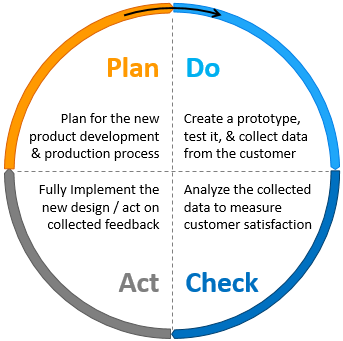 Plan
Plan for the new
product development
& production process
Do
Create a prototype,
test it, & collect data
from the customer
Fully Implement the
new design / act on
collected feedback
Act
Analyze the collected
data to measure
customer satisfaction
Check